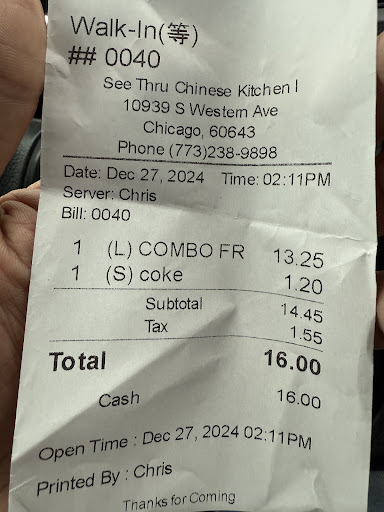 Walk-In(等)
## 0040
See Thru Chinese Kitchen I
10939 S Western Ave
Chicago, 60643
Phone (773)238-9898
Date: Dec 27, 2024 Time: 02:11PM
Server: Chris
Bill: 0040
1 (L) COMBO FR 13.25
1 (S) coke 1.20
Subtotal 14.45
Tax 1.55
Total 16.00
Cash 16.00
Open Time : Dec 27, 2024 02:11PM
Printed By : Chris
Thanks for Coming